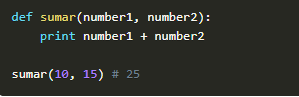 def sumar(number1, number2):
    print number1 + number2

sumar(10, 15) # 25